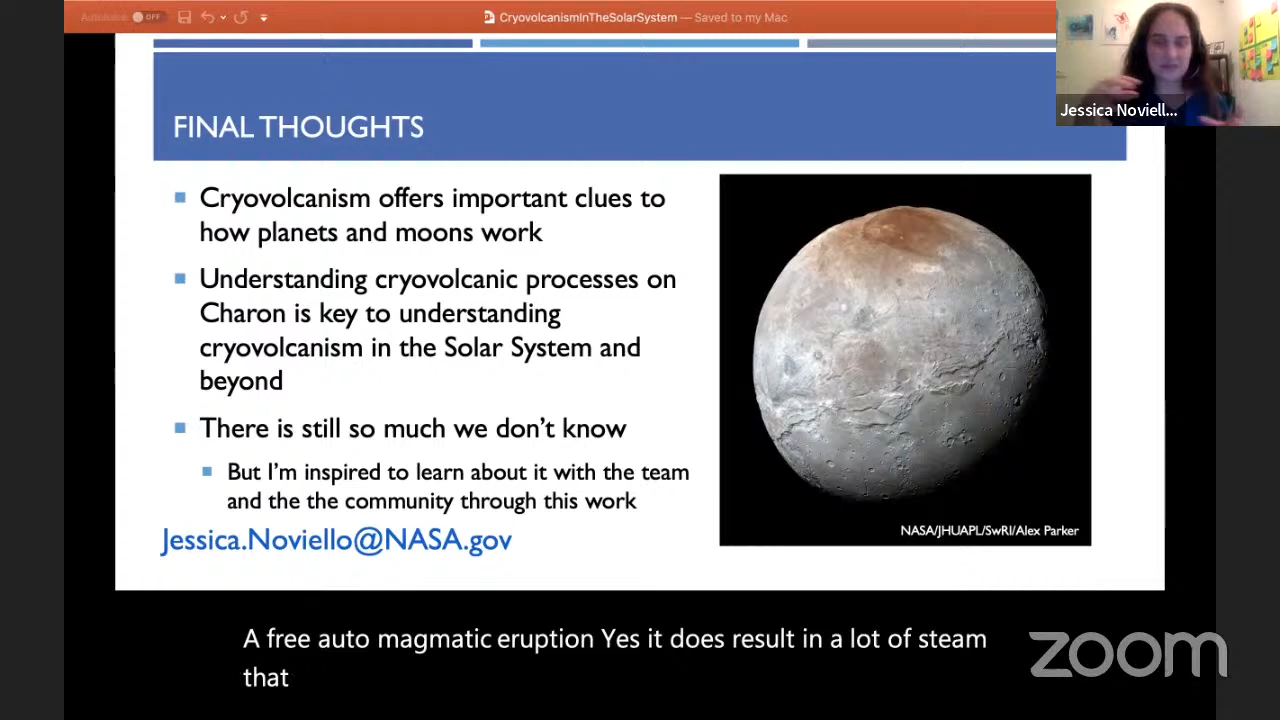 AutoSave OFF
CryovolcanismInTheSolarSystem — Saved to my Mac
Jessica Noviell...
FINAL THOUGHTS
Cryovolcanism offers important clues to
how planets and moons work
Understanding cryovolcanic processes on
Charon is key to understanding
cryovolcanism in the Solar System and
beyond
There is still so much we don't know
But I'm inspired to learn about it with the team
and the the community through this work
Jessica.Noviello@NASA.gov
NASA/JHUAPL/SwRI/Alex Parker
A free auto magmatic eruption Yes it does result in a lot of steam
that
zoom